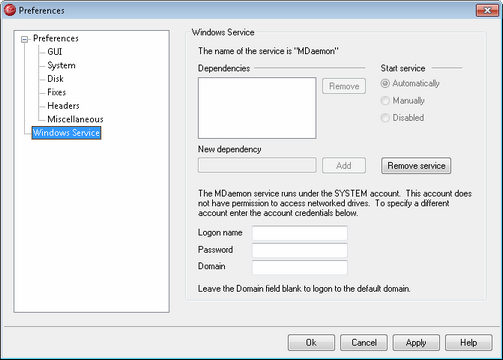 Preferences
Preferences
GUI
System
Disk
Fixes
Headers
Miscellaneous
Windows Service
Windows Service
The name of the service is "MDaemon"
Dependencies
Start service
Remove
Automatically
Manually
Disabled
New dependency
Add
Remove service
The MDaemon service runs under the SYSTEM account. This account does
not have permission to access networked drives. To specify a different
account enter the account credentials below.
Logon name
Password
Domain
Leave the Domain field blank to logon to the default domain.
Ok
Cancel
Apply
Help